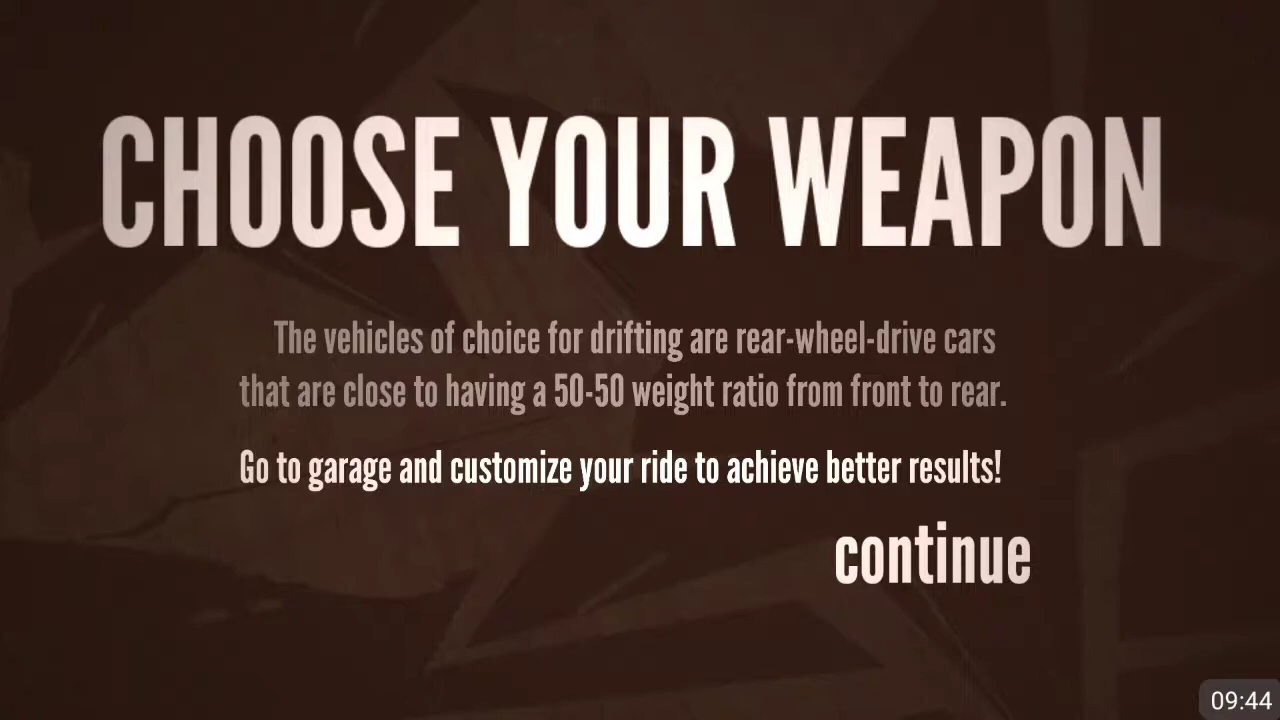 CHOOSE YOUR WEAPON
The vehicles of choice for drifting are rear-wheel-drive cars
that are close to having a 50-50 weight ratio from front to rear.
Go to garage and customize your ride to achieve better results!
continue
09:44